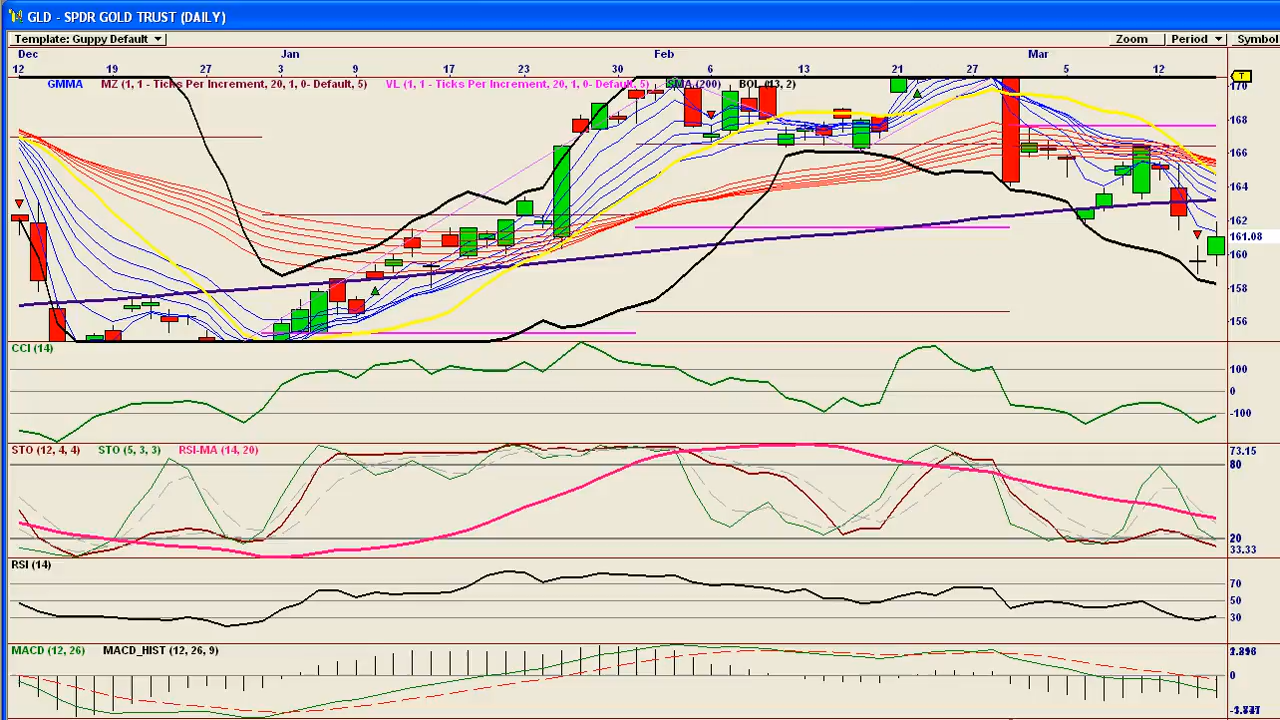 GLD - SPDR GOLD TRUST (DAILY)
Template: Guppy Default Zoom Period Symbol
Dec Jan Feb Mar
12 19 27 3 9 17 23 30 6 13 21 27 5 12
GMMA MZ (1, 1 - Ticks Per Increment, 20, 1, 0- Default, 5) VL (1, 1 - Ticks Per Increment, 20, 1, 0- Default, 5) SMA (200) BOL (13, 2)
T
170
168
166
164
162
161.08
160
158
156
CCI (14)
100
0
-100
STO (12, 4, 4) STO (5, 3, 3) RSI-MA (14, 20) 73.15
80
20
33.33
RSI (14)
70
50
30
MACD (12, 26) MACD_HIST (12, 26, 9)
0